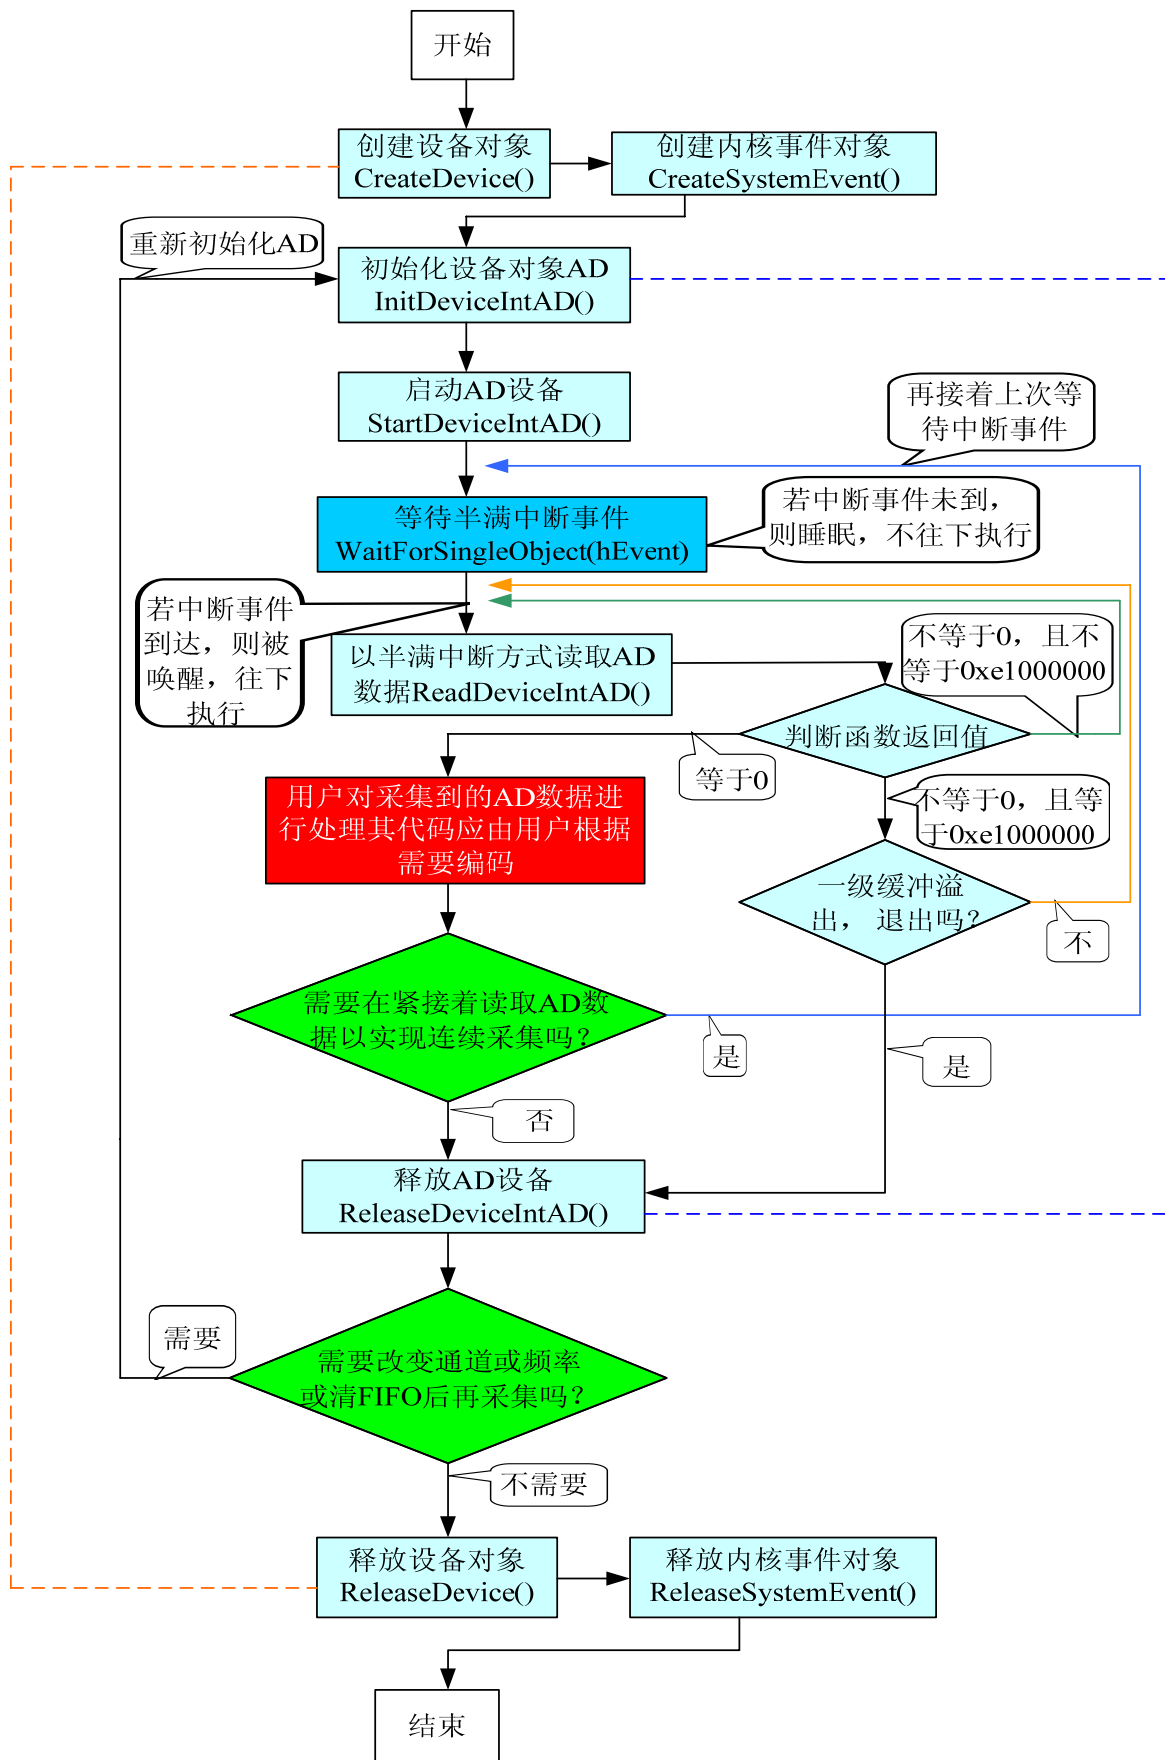 开始
创建设备对象
CreateDevice()
创建内核事件对象
CreateSystemEvent()
重新初始化AD
初始化设备对象AD
InitDeviceIntAD()
启动AD设备
StartDeviceIntAD()
再接着上次等
待中断事件
等待半满中断事件
WaitForSingleObject(hEvent)
若中断事件未到，
则睡眠，不往下执行
若中断事件
到达，则被
唤醒，往下
执行
以半满中断方式读取AD
数据ReadDeviceIntAD()
不等于0，且不
等于0xe1000000
判断函数返回值
等于0
不等于0，且等
于0xe1000000
用户对采集到的AD数据进
行处理其代码应由用户根据
需要编码
一级缓冲溢
出，退出吗？
不
需要在紧接着读取AD数
据以实现连续采集吗？
是
是
否
释放AD设备
ReleaseDeviceIntAD()
需要
需要改变通道或频率
或清FIFO后再采集吗？
不需要
释放设备对象
ReleaseDevice()
释放内核事件对象
ReleaseSystemEvent()
结束